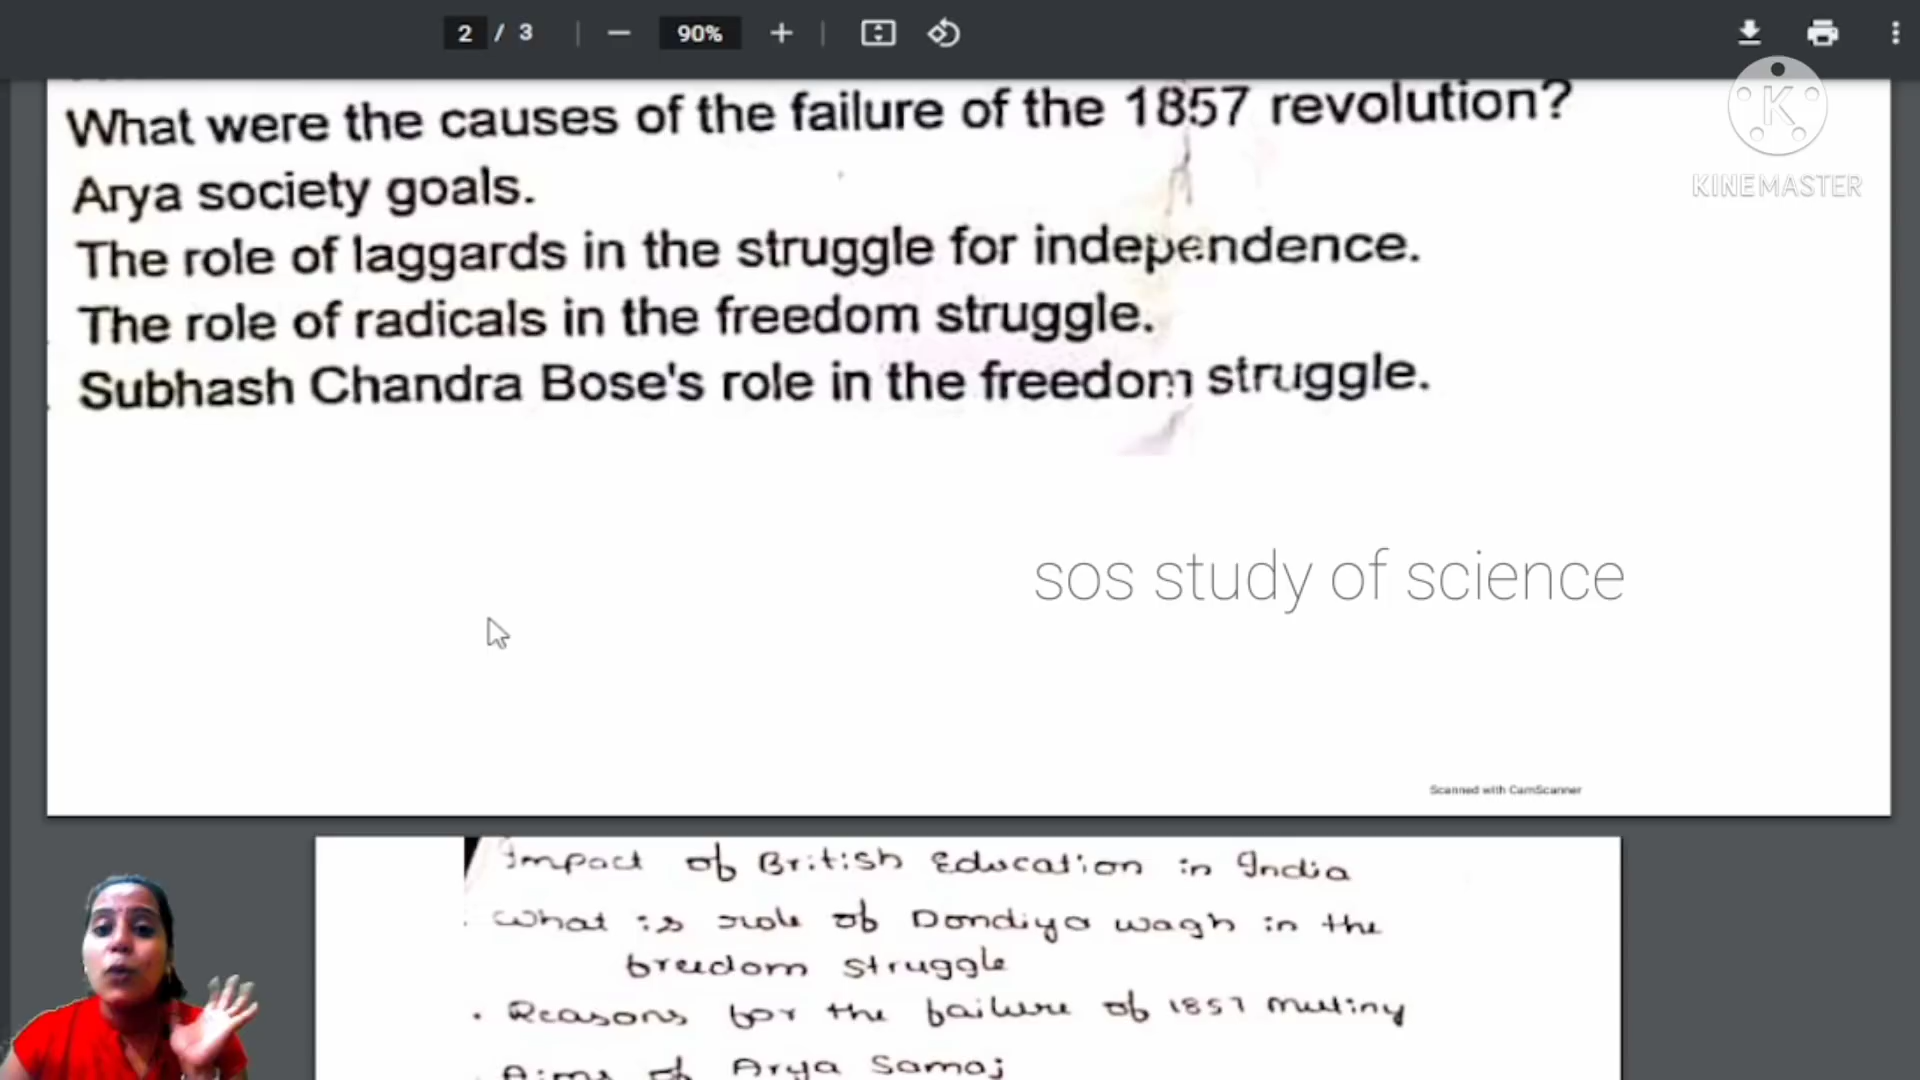 2 / 3
90%
What were the causes of the failure of the 1857 revolution?
K
KINEMASTER
Arya society goals.
The role of laggards in the struggle for independence.
The role of radicals in the freedom struggle.
Subhash Chandra Bose's role in the freedom struggle.
sos study of science
Scanned with CamScanner
Impact of British Education in India
What is role of Dondiya wagh in the
freedom struggle
. Reasons for the failure of 1857 mutiny
. Aims of Arya Samaj